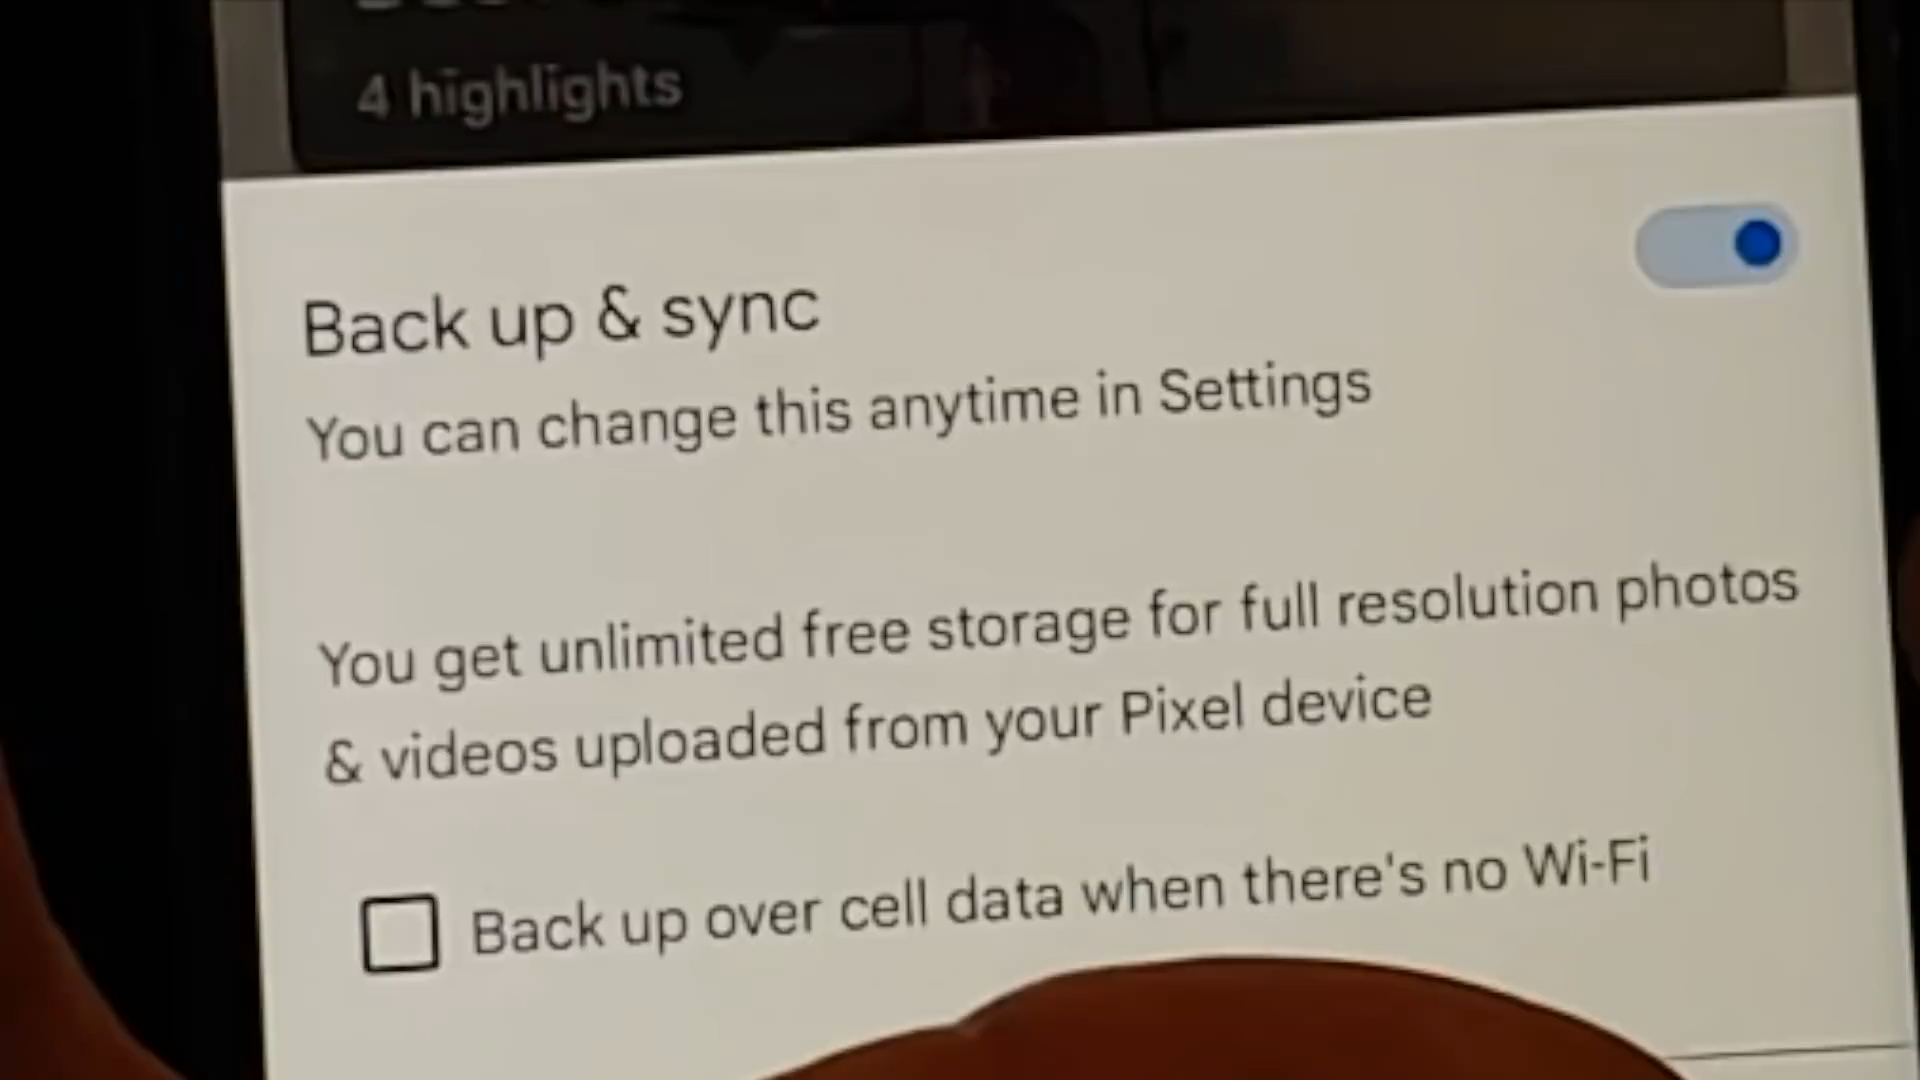 4 highlights
Back up & sync
You can change this anytime in Settings
You get unlimited free storage for full resolution photos
& videos uploaded from your Pixel device
Back up over cell data when there's no Wi-Fi